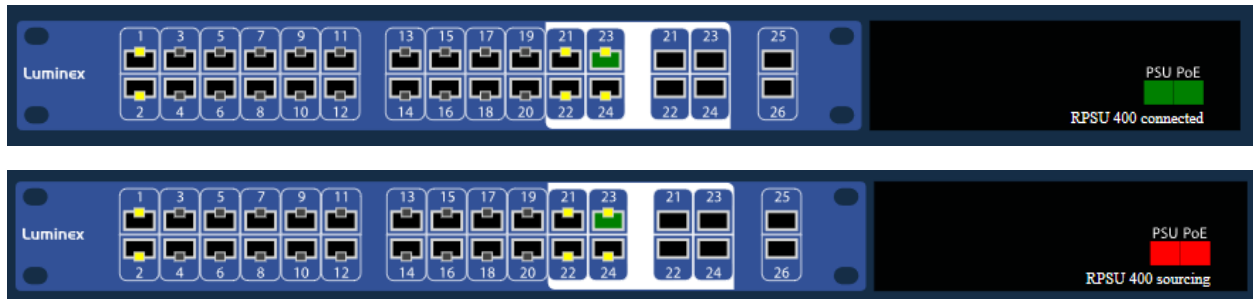 1 3 5 7 9 11 13 15 17 19 21 23 21 23 25
Luminex
PSU PoE
2 4 6 8 10 12 14 16 18 20 22 24 22 24 26
RPSU 400 connected
1 3 5 7 9 11 13 15 17 19 21 23 21 23 25
Luminex
PSU PoE
2 4 6 8 10 12 14 16 18 20 22 24 22 24 26
RPSU 400 sourcing